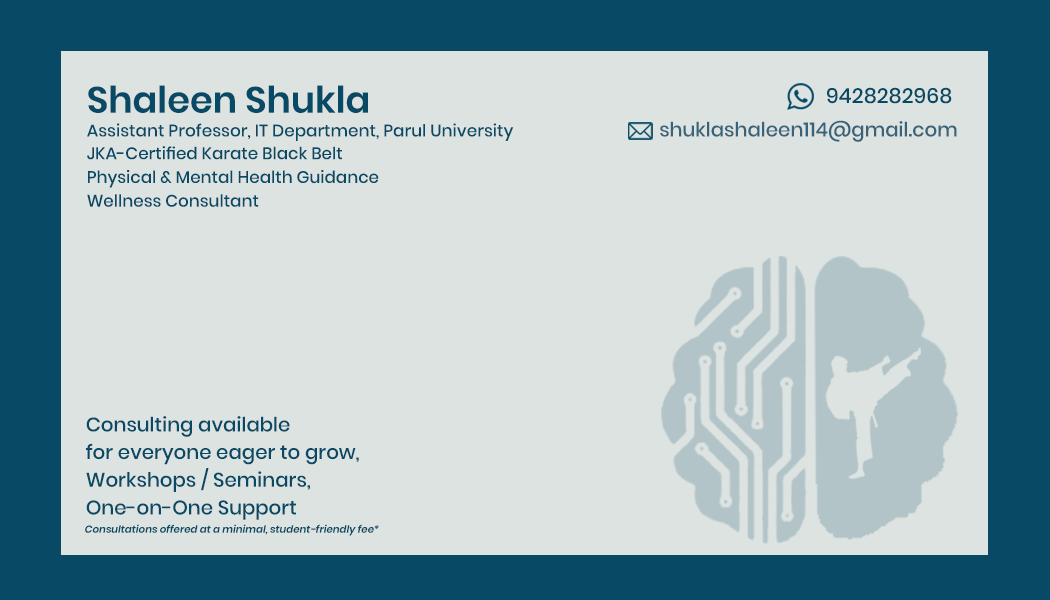 Shaleen Shukla
Assistant Professor, IT Department, Parul University
JKA-Certified Karate Black Belt
Physical & Mental Health Guidance
Wellness Consultant
9428282968
shuklashaleen114@gmail.com
Consulting available
for everyone eager to grow,
Workshops / Seminars,
One-on-One Support
Consultations offered at a minimal, student-friendly fee*